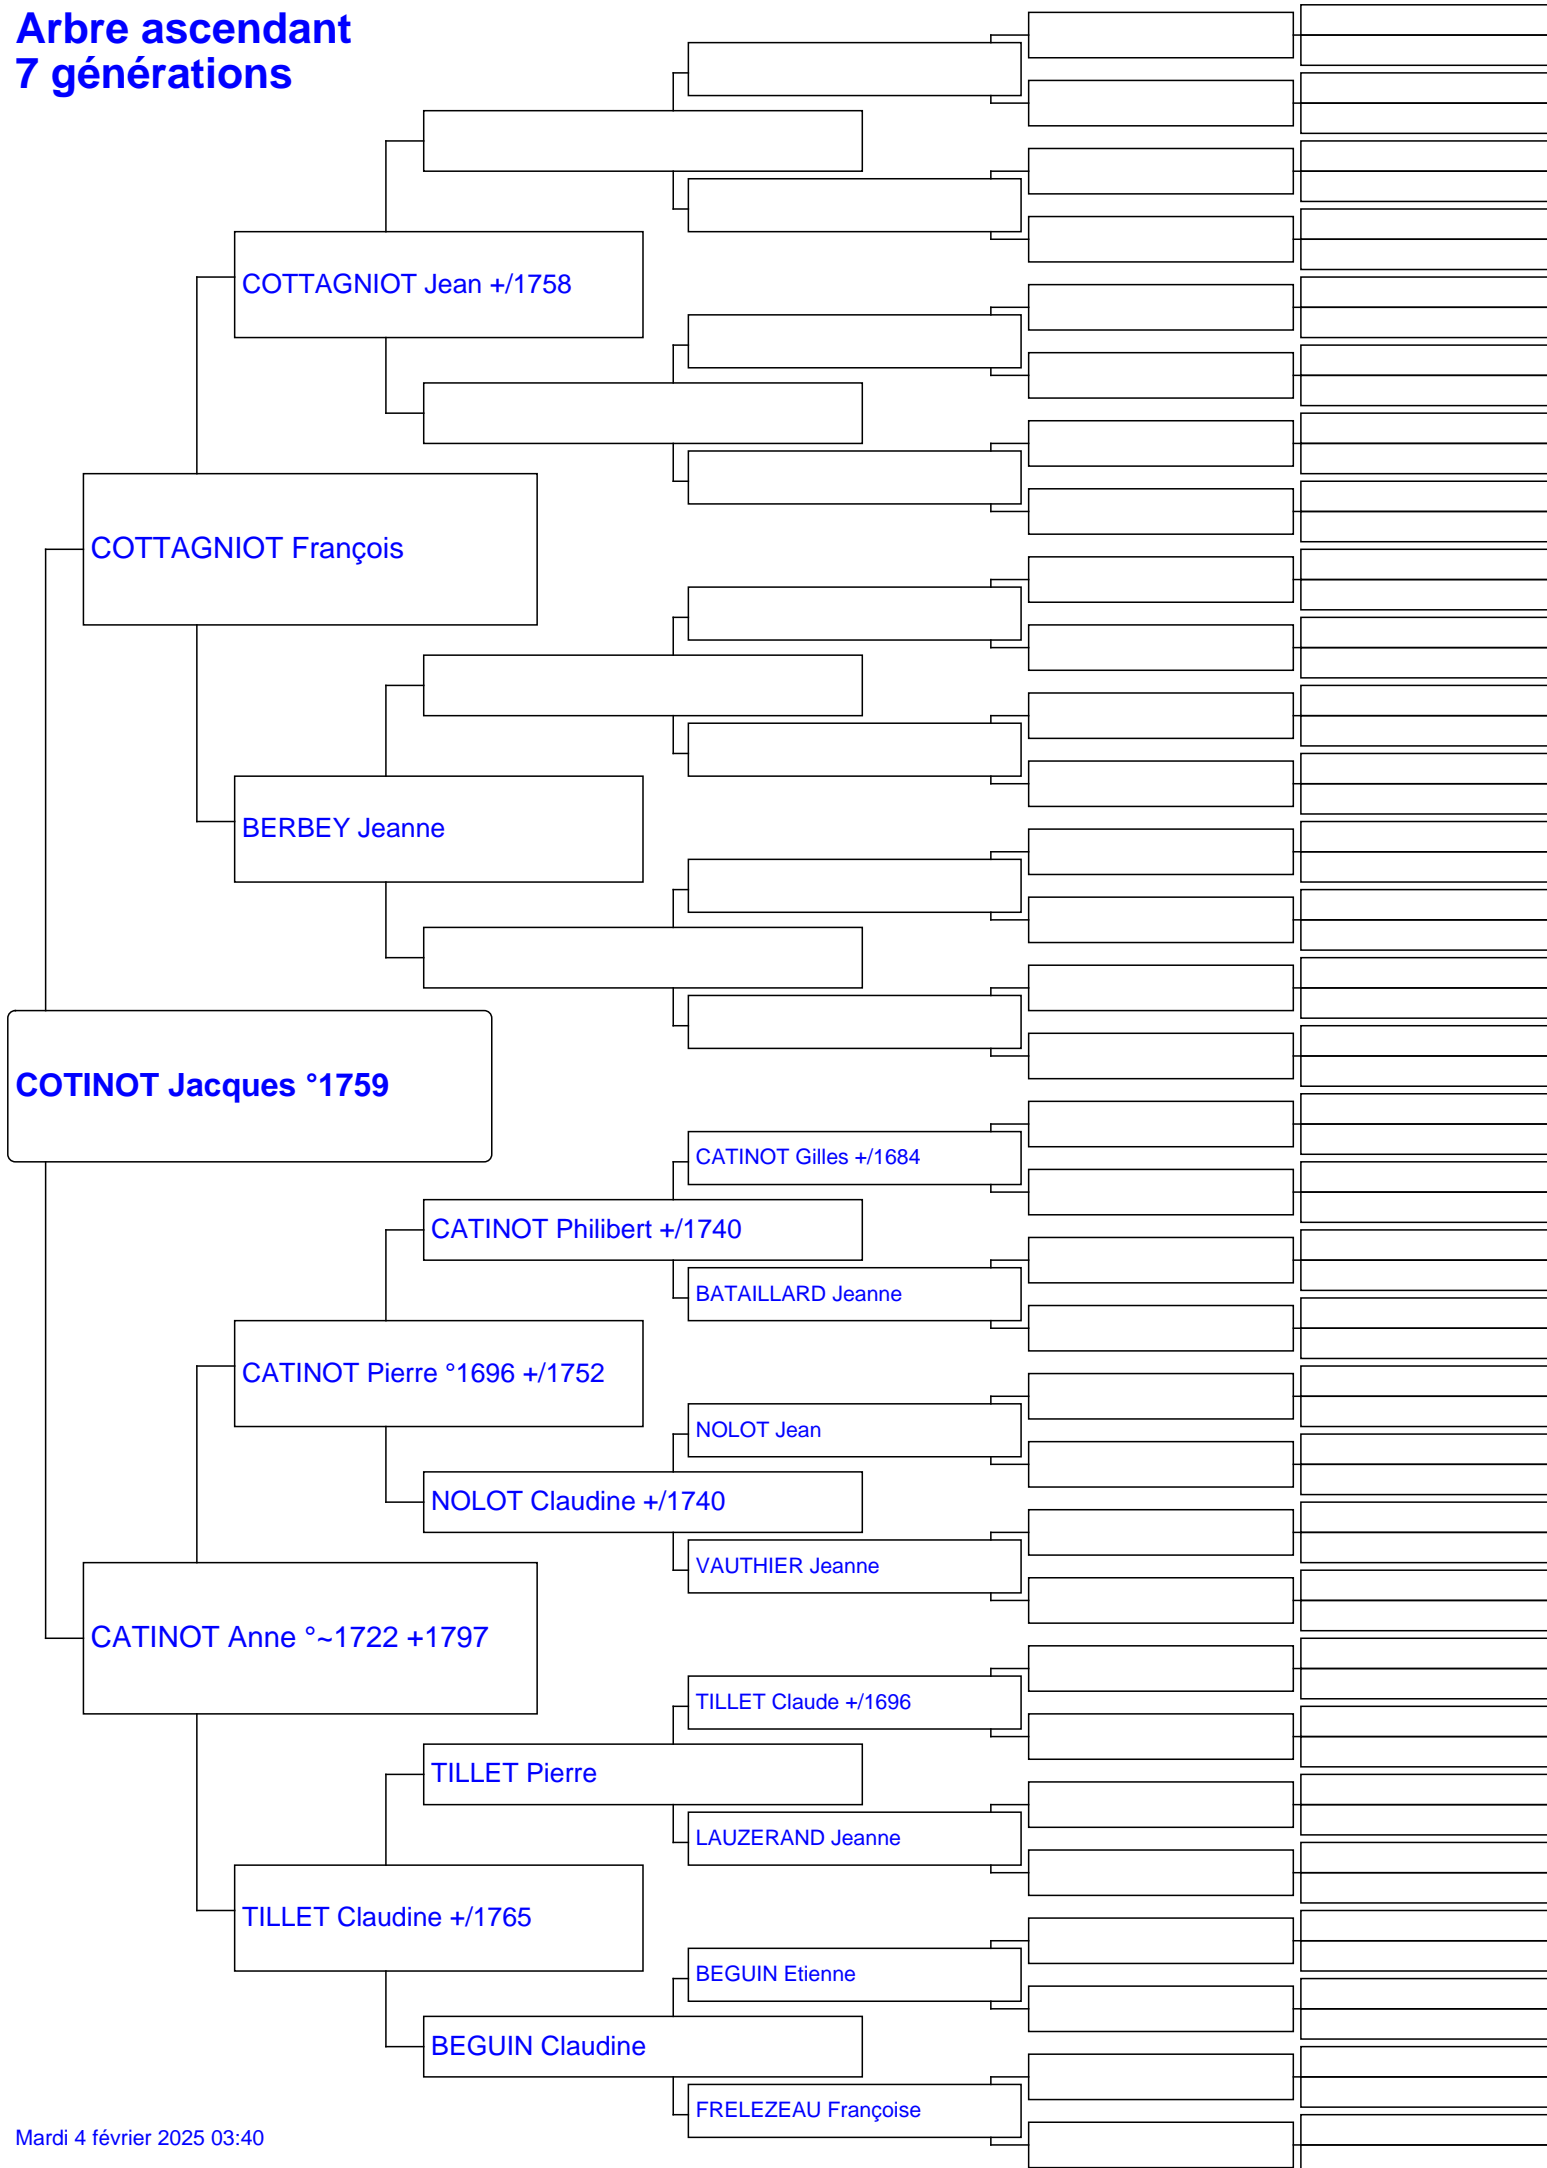 Arbre ascendant
7 générations
COTTAGNIOT Jean +/1758
COTTAGNIOT François
BERBEY Jeanne
COTINOT Jacques °1759
CATINOT Gilles +/1684
CATINOT Philibert +/1740
BATAILLARD Jeanne
CATINOT Pierre °1696 +/1752
NOLOT Jean
NOLOT Claudine +/1740
VAUTHIER Jeanne
CATINOT Anne °~1722 +1797
TILLET Claude +/1696
TILLET Pierre
LAUZERAND Jeanne
TILLET Claudine +/1765
BEGUIN Etienne
BEGUIN Claudine
FRELEZEAU Françoise
Mardi 4 février 2025 03:40